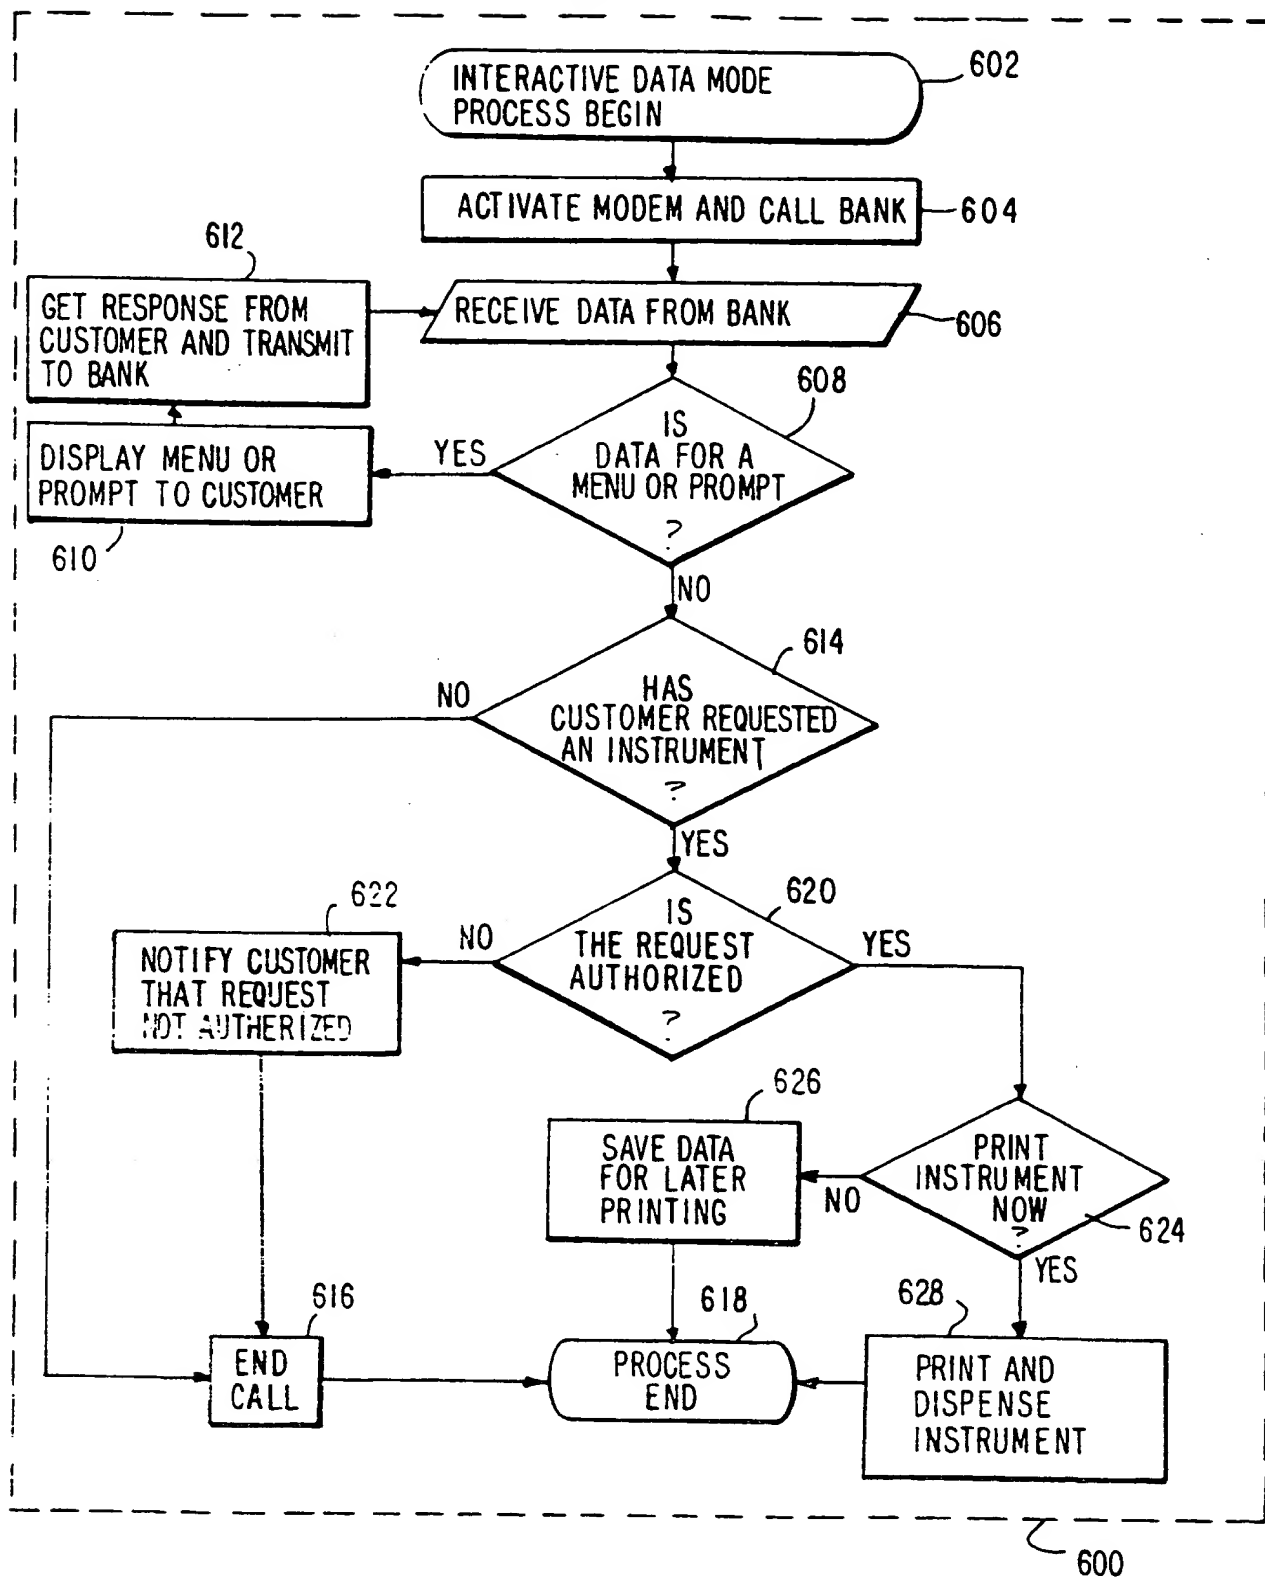 INTERACTIVE DATA MODE
PROCESS BEGIN
602
ACTIVATE MODEM AND CALL BANK
604
612
GET RESPONSE FROM
CUSTOMER AND TRANSMIT
TO BANK
RECEIVE DATA FROM BANK
606
608
IS
DATA FOR A
MENU OR PROMPT
?
YES
DISPLAY MENU OR
PROMPT TO CUSTOMER
610
NO
614
HAS
CUSTOMER REQUESTED
AN INSTRUMENT
?
NO
YES
620
IS
THE REQUEST
AUTHORIZED
?
NO
YES
622
NOTIFY CUSTOMER
THAT REQUEST
NOT AUTHERIZED
626
SAVE DATA
FOR LATER
PRINTING
PRINT
INSTRUMENT
NOW
?
NO
624
YES
616
END
CALL
618
PROCESS
END
628
PRINT AND
DISPENSE
INSTRUMENT
600